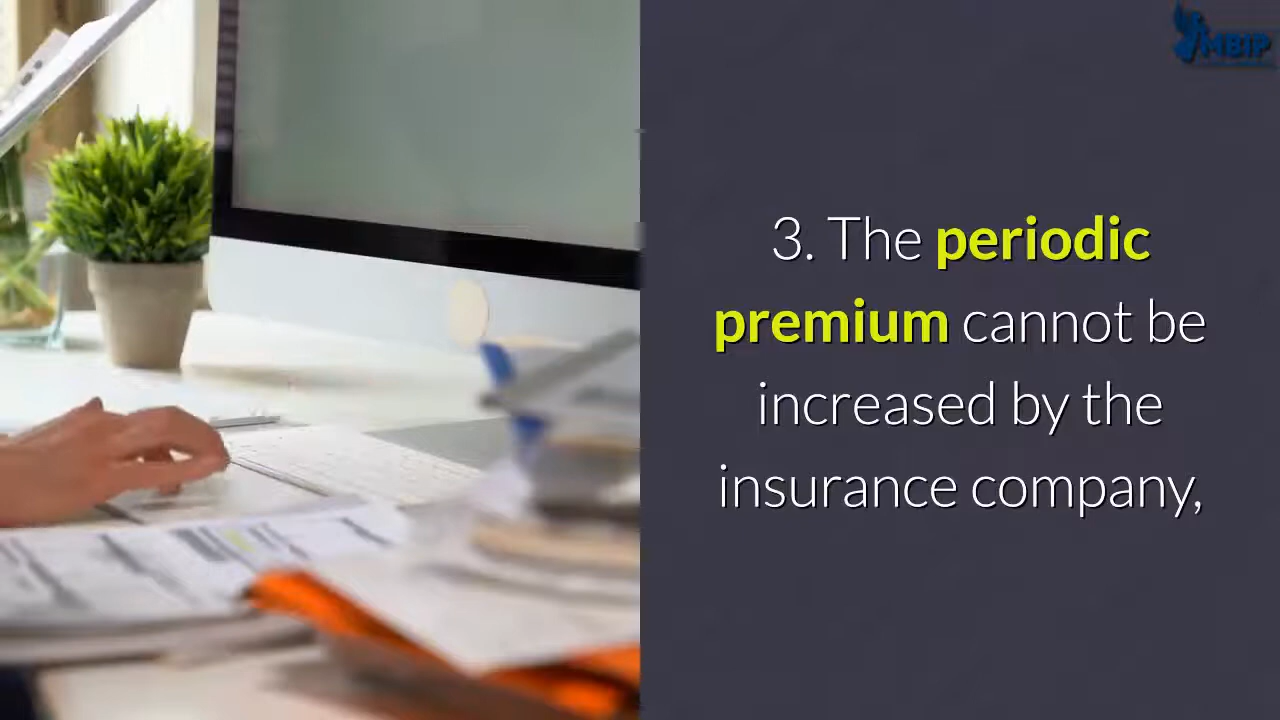 MBIP
3. The periodic
premium cannot be
increased by the
insurance company,